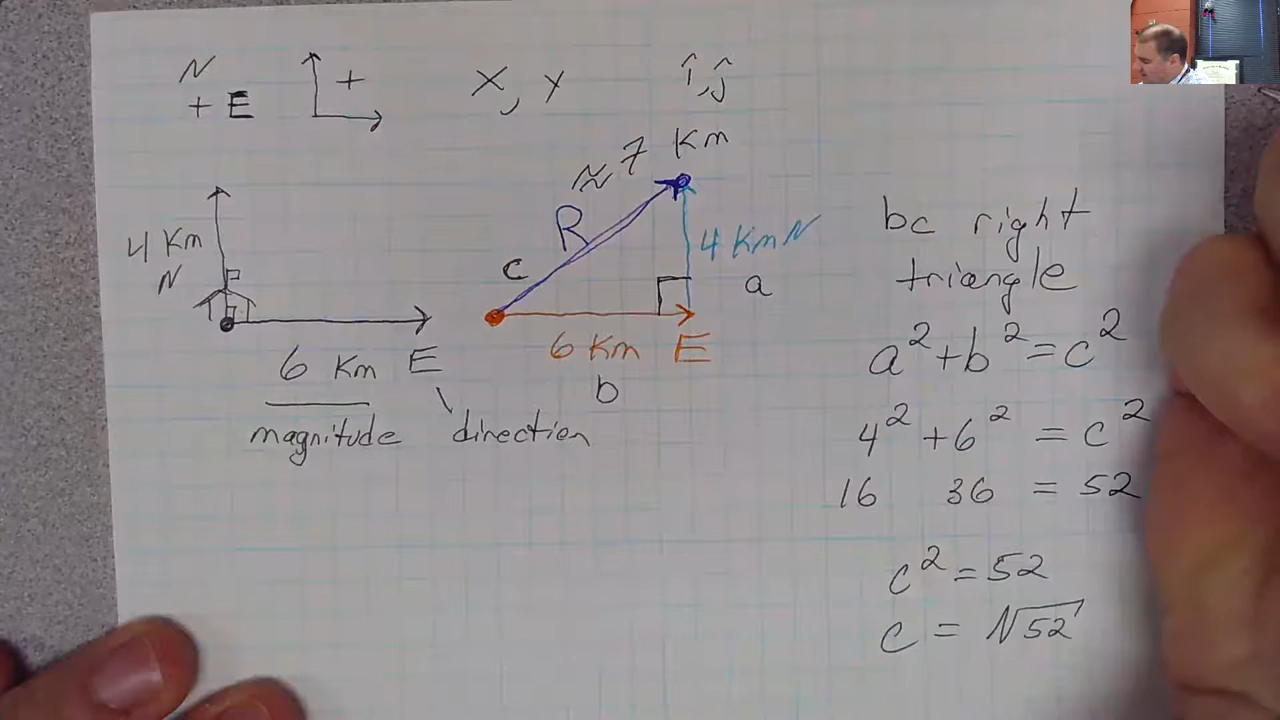 N
+ E
+
X, Y
î, ĵ
4 Km
N
6 Km E
magnitude
direction
≈ 7 Km
R
c
4 Km N
a
6 Km E
b
bc right
triangle
a² + b² = c²
4² + 6² = c²
16 36 = 52
c² = 52
c = √52